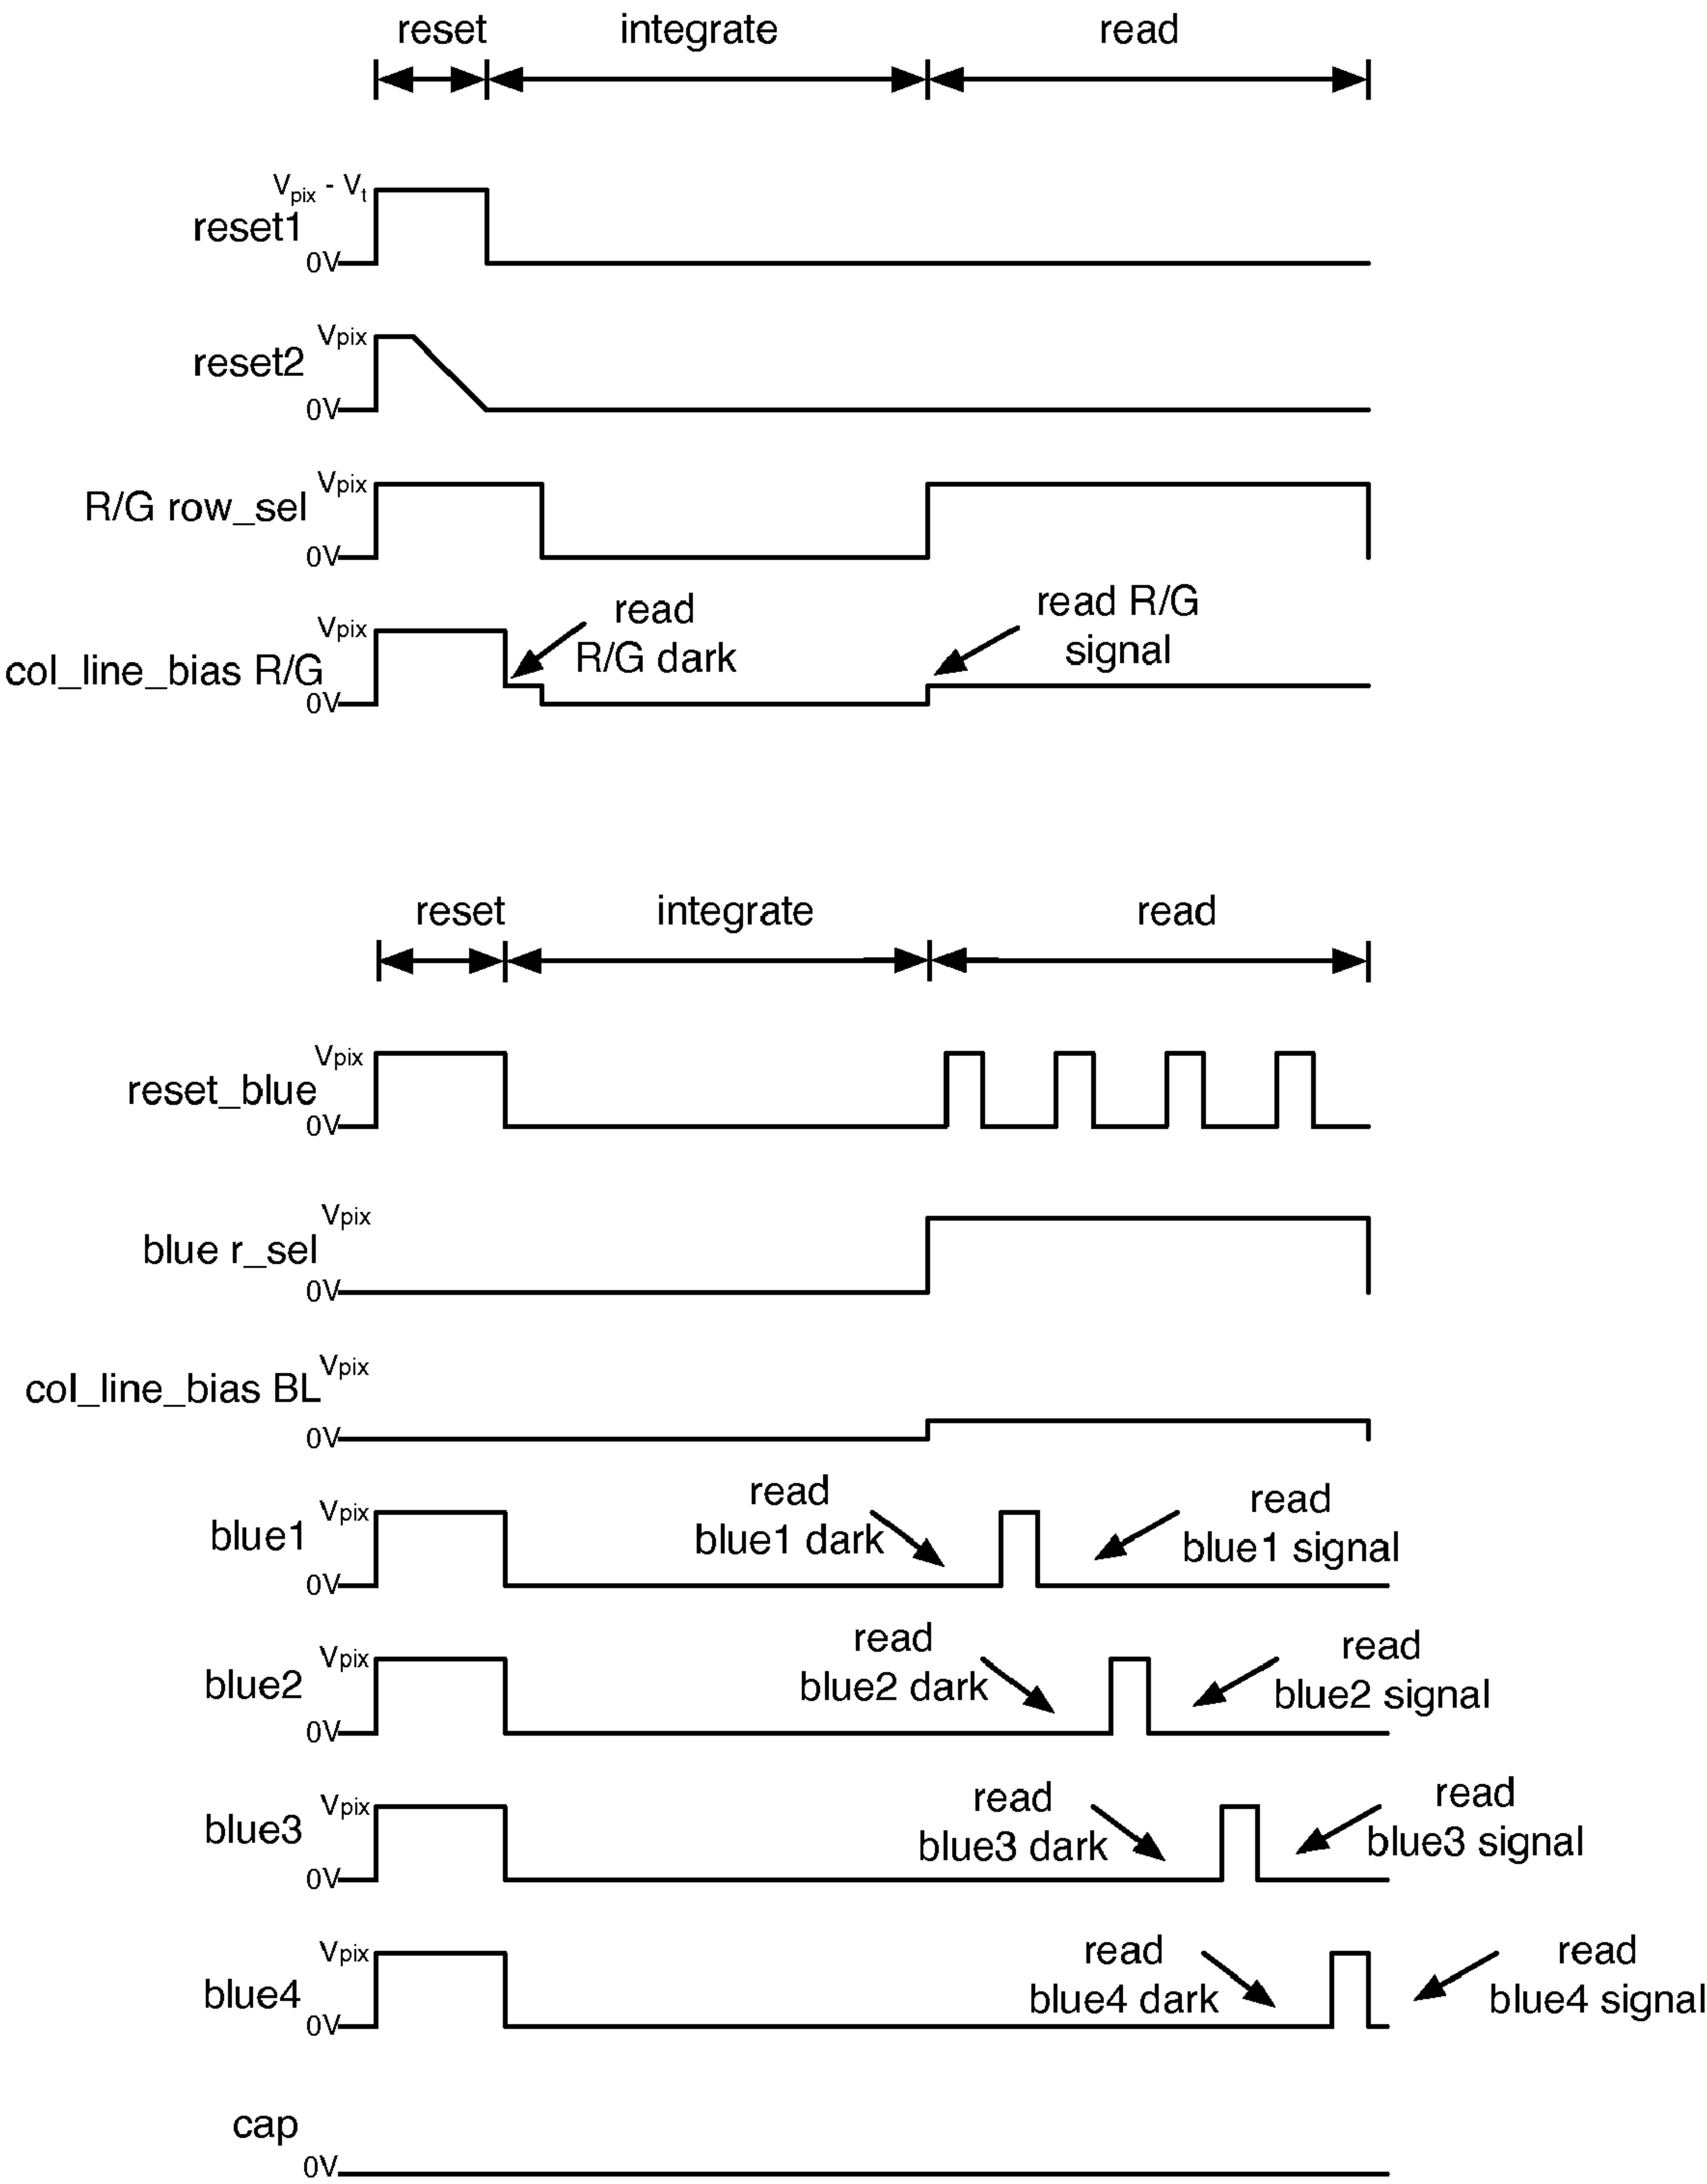 reset integrate read
Vpix - Vt
reset1
0V
Vpix
reset2
0V
Vpix
R/G row_sel
0V
read
R/G dark
read R/G
signal
Vpix
col_line_bias R/G
0V
reset integrate read
Vpix
reset_blue
0V
Vpix
blue r_sel
0V
Vpix
col_line_bias BL
0V
read
blue1 dark
read
blue1 signal
Vpix
blue1
0V
read
blue2 dark
read
blue2 signal
Vpix
blue2
0V
read
blue3 dark
read
blue3 signal
Vpix
blue3
0V
read
blue4 dark
read
blue4 signal
Vpix
blue4
0V
cap
0V